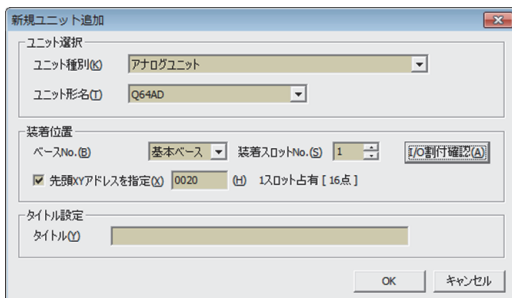 新規ユニット追加
ユニット選択
ユニット種別(K) アナログユニット
ユニット形名(T) Q64AD
装着位置
ベースNo.(B) 基本ベース 装着スロットNo.(S) 1 I/O割付確認(A)
先頭XYアドレスを指定(X) 0020 (H) 1スロット占有 [ 16点 ]
タイトル設定
タイトル(Y)
OK キャンセル